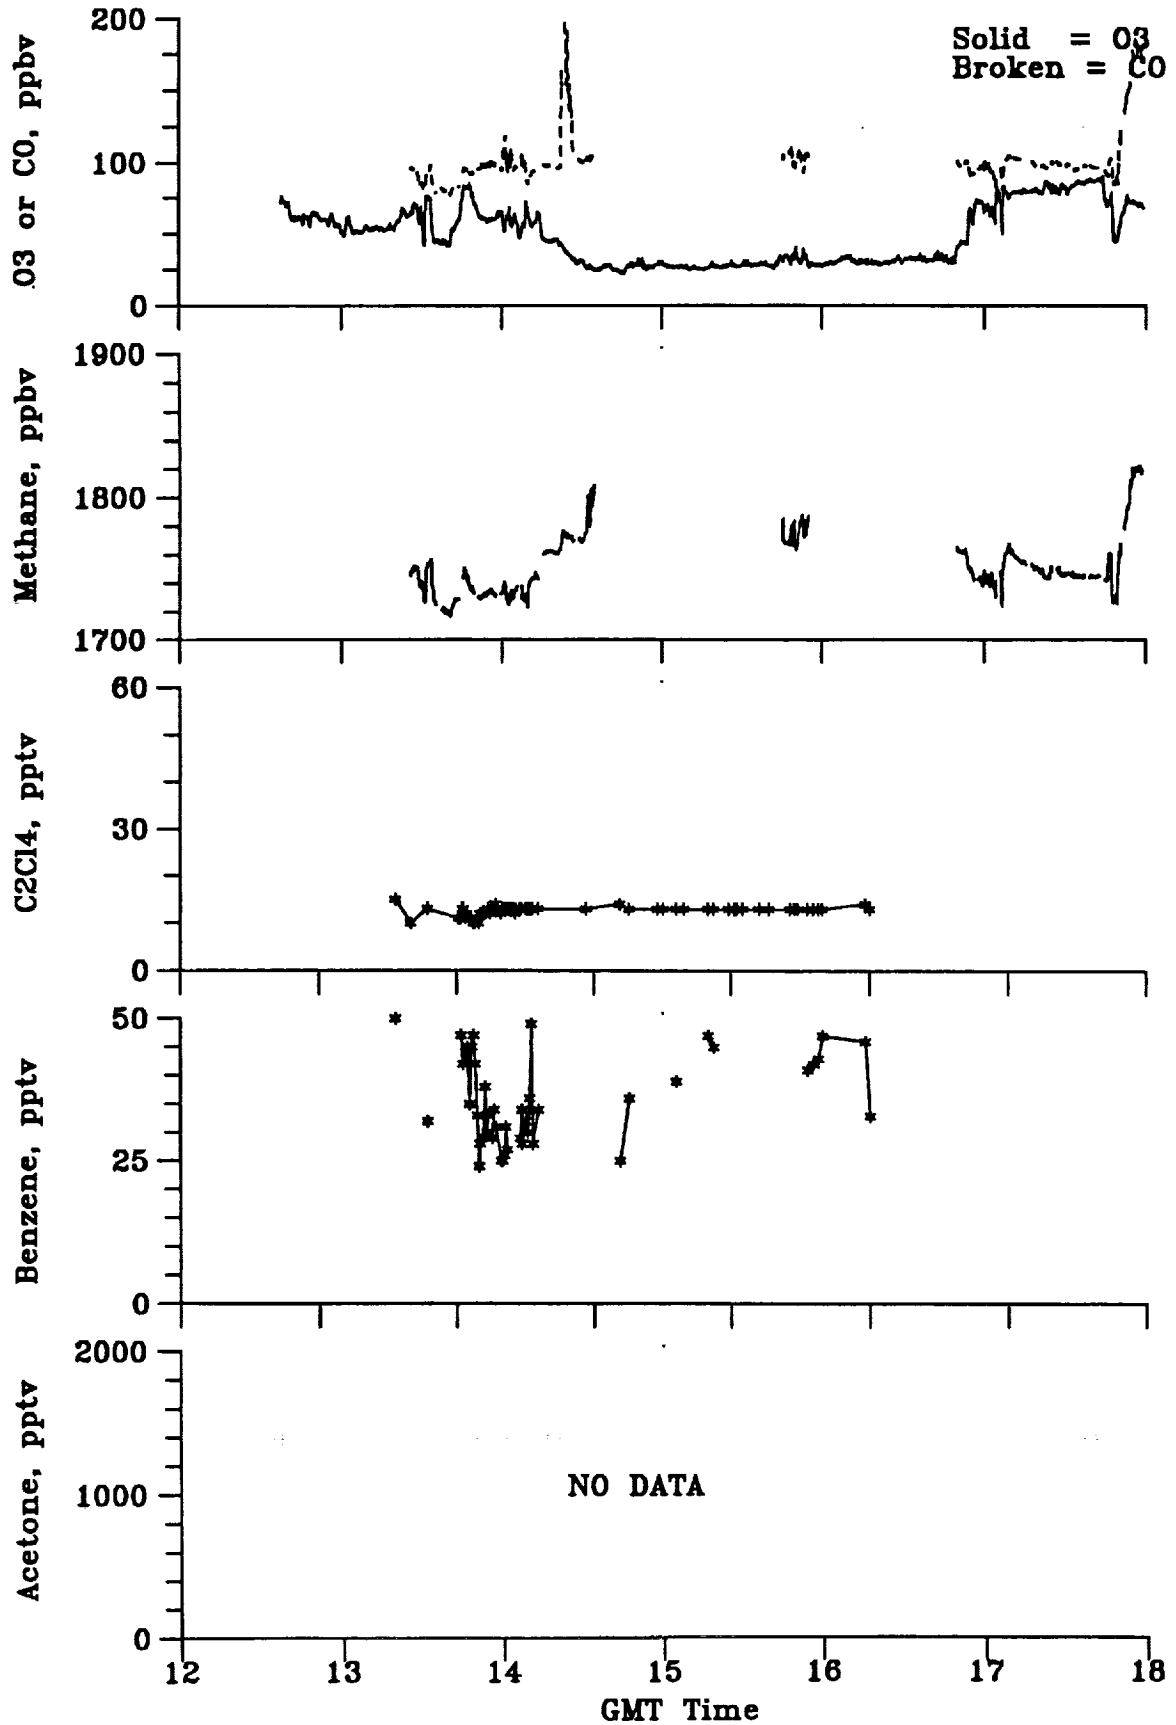 200
100
0
O3 or CO, ppbv
Solid = O3
Broken = CO
1900
1800
1700
Methane, ppbv
60
30
0
C2Cl4, pptv
50
25
0
Benzene, pptv
2000
1000
0
Acetone, pptv
NO DATA
12 13 14 15 16 17 18
GMT Time